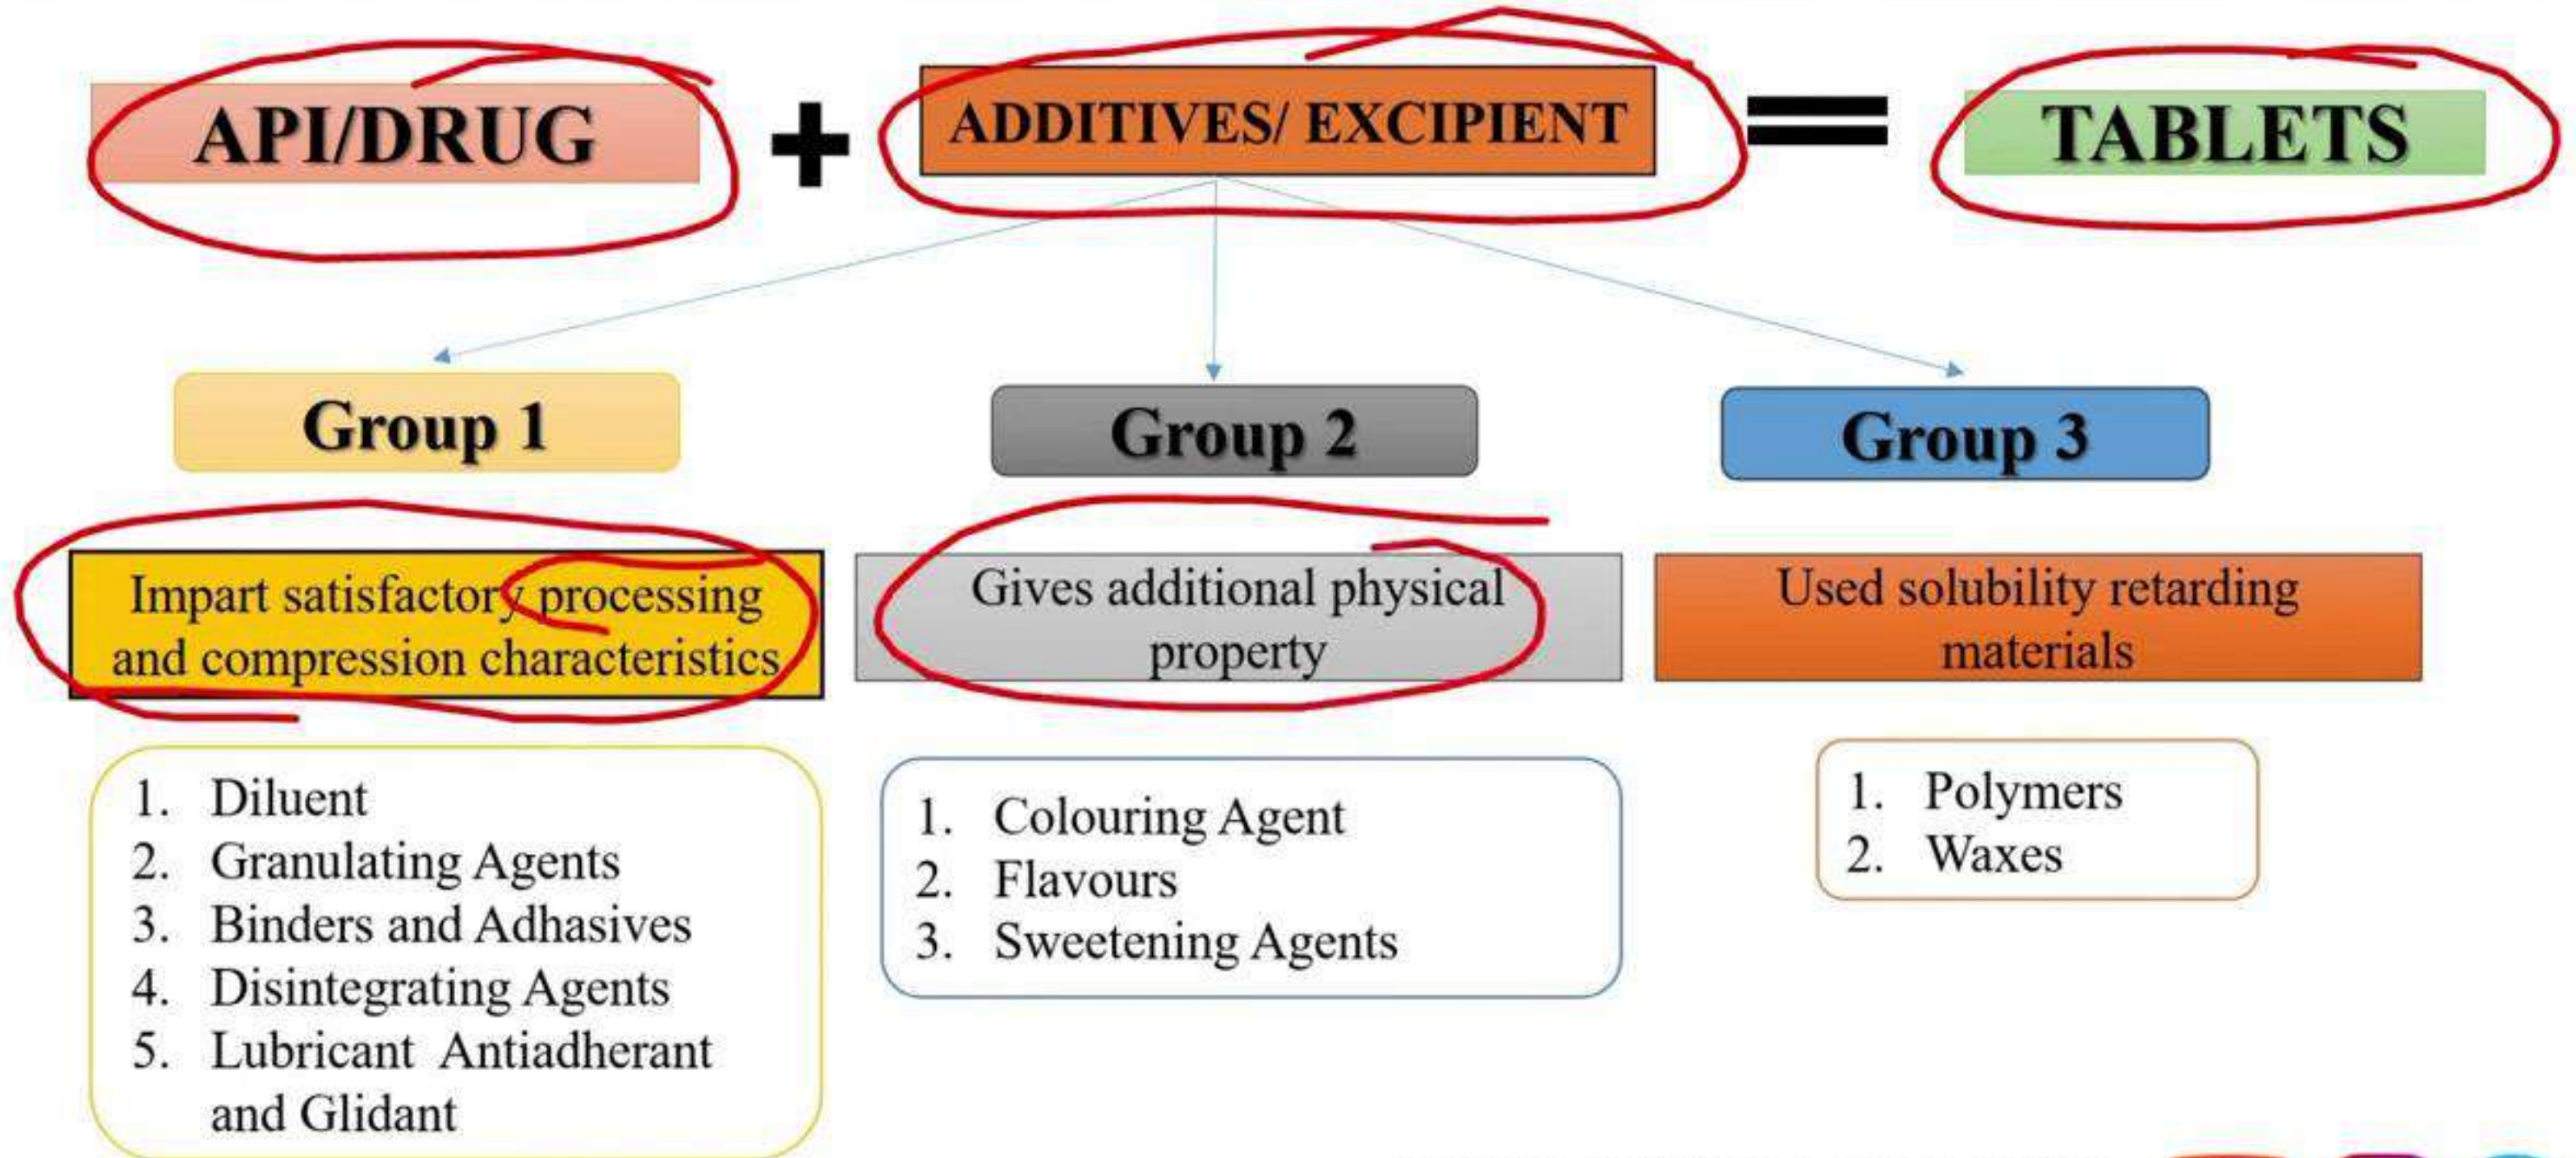 API/DRUG + ADDITIVES/ EXCIPIENT = TABLETS
Group 1
Group 2
Group 3
Impart satisfactory processing
and compression characteristics
Gives additional physical
property
Used solubility retarding
materials
1. Diluent
2. Granulating Agents
3. Binders and Adhasives
4. Disintegrating Agents
5. Lubricant Antiadherant
and Glidant
1. Colouring Agent
2. Flavours
3. Sweetening Agents
1. Polymers
2. Waxes